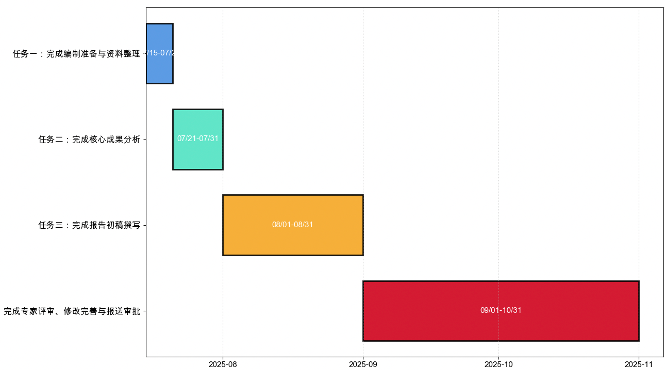 任务一：完成编制准备与资料整理
/15-07/2
任务二：完成核心成果分析
07/21-07/31
任务三：完成报告初稿撰写
08/01-08/31
完成专家评审、修改完善与报送审批
09/01-10/31
2025-08
2025-09
2025-10
2025-11